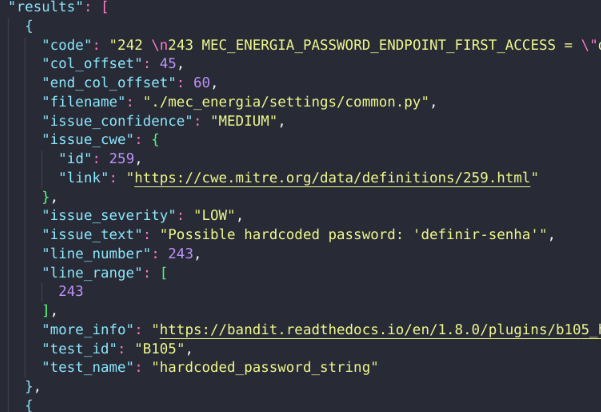 "results": [
{
"code": "242 \n243 MEC_ENERGIA_PASSWORD_ENDPOINT_FIRST_ACCESS = \"
"col_offset": 45,
"end_col_offset": 60,
"filename": "./mec_energia/settings/common.py",
"issue_confidence": "MEDIUM",
"issue_cwe": {
"id": 259,
"link": "https://cwe.mitre.org/data/definitions/259.html"
},
"issue_severity": "LOW",
"issue_text": "Possible hardcoded password: 'definir-senha'",
"line_number": 243,
"line_range": [
243
],
"more_info": "https://bandit.readthedocs.io/en/1.8.0/plugins/b105_
"test_id": "B105",
"test_name": "hardcoded_password_string"
},
{